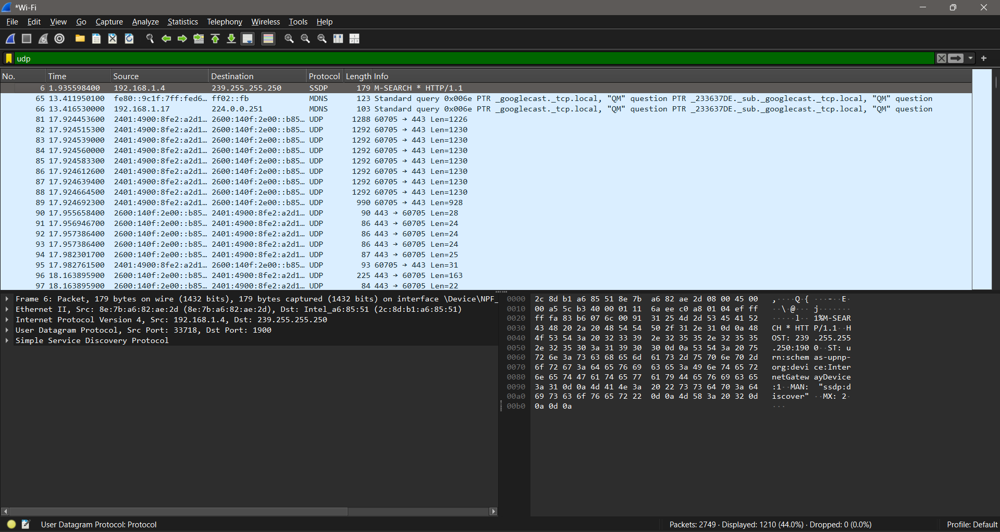 *Wi-Fi
File Edit View Go Capture Analyze Statistics Telephony Wireless Tools Help
udp
No. Time Source Destination Protocol Length Info
6 1.935598400 192.168.1.4 239.255.255.250 SSDP 179 M-SEARCH * HTTP/1.1
65 13.411950100 fe80::9c1f:7ff:fed6… ff02::fb MDNS 123 Standard query 0x006e PTR _googlecast._tcp.local, "QM" question PTR _233637DE._sub._googlecast._tcp.local, "QM" question
66 13.416530000 192.168.1.17 224.0.0.251 MDNS 103 Standard query 0x006e PTR _googlecast._tcp.local, "QM" question PTR _233637DE._sub._googlecast._tcp.local, "QM" question
81 17.924453600 2401:4900:8fe2:a2d1… 2600:140f:2e00::b85… UDP 1288 60705 → 443 Len=1226
82 17.924515300 2401:4900:8fe2:a2d1… 2600:140f:2e00::b85… UDP 1292 60705 → 443 Len=1230
83 17.924539000 2401:4900:8fe2:a2d1… 2600:140f:2e00::b85… UDP 1292 60705 → 443 Len=1230
84 17.924560000 2401:4900:8fe2:a2d1… 2600:140f:2e00::b85… UDP 1292 60705 → 443 Len=1230
85 17.924583300 2401:4900:8fe2:a2d1… 2600:140f:2e00::b85… UDP 1292 60705 → 443 Len=1230
86 17.924612600 2401:4900:8fe2:a2d1… 2600:140f:2e00::b85… UDP 1292 60705 → 443 Len=1230
87 17.924639400 2401:4900:8fe2:a2d1… 2600:140f:2e00::b85… UDP 1292 60705 → 443 Len=1230
88 17.924664500 2401:4900:8fe2:a2d1… 2600:140f:2e00::b85… UDP 1292 60705 → 443 Len=1230
89 17.924692300 2401:4900:8fe2:a2d1… 2600:140f:2e00::b85… UDP 990 60705 → 443 Len=928
90 17.955658400 2600:140f:2e00::b85… 2401:4900:8fe2:a2d1… UDP 90 443 → 60705 Len=28
91 17.956946700 2600:140f:2e00::b85… 2401:4900:8fe2:a2d1… UDP 86 443 → 60705 Len=24
92 17.957386400 2600:140f:2e00::b85… 2401:4900:8fe2:a2d1… UDP 86 443 → 60705 Len=24
93 17.957386400 2600:140f:2e00::b85… 2401:4900:8fe2:a2d1… UDP 86 443 → 60705 Len=24
94 17.982301700 2600:140f:2e00::b85… 2401:4900:8fe2:a2d1… UDP 87 443 → 60705 Len=25
95 17.982761500 2401:4900:8fe2:a2d1… 2600:140f:2e00::b85… UDP 93 60705 → 443 Len=31
96 18.163895900 2600:140f:2e00::b85… 2401:4900:8fe2:a2d1… UDP 225 443 → 60705 Len=163
97 18.163895900 2600:140f:2e00::b85… 2401:4900:8fe2:a2d1… UDP 84 443 → 60705 Len=22
Frame 6: Packet, 179 bytes on wire (1432 bits), 179 bytes captured (1432 bits) on interface \Device\NPF_
Ethernet II, Src: 8e:7b:a6:82:ae:2d (8e:7b:a6:82:ae:2d), Dst: Intel_a6:85:51 (2c:8d:b1:a6:85:51)
Internet Protocol Version 4, Src: 192.168.1.4, Dst: 239.255.255.250
User Datagram Protocol, Src Port: 33718, Dst Port: 1900
Simple Service Discovery Protocol
0000 2c 8d b1 a6 85 51 8e 7b a6 82 ae 2d 08 00 45 00 ,····Q·{ ···-··E·
0010 00 a5 5c b3 40 00 01 11 6a ee c0 a8 01 04 ef ff ··\·@··· j·······
0020 ff fa 83 b6 07 6c 00 91 31 25 4d 2d 53 45 41 52 ·····l·· 1%M-SEAR
0030 43 48 20 2a 20 48 54 54 50 2f 31 2e 31 0d 0a 48 CH * HTT P/1.1··H
0040 4f 53 54 3a 20 32 33 39 2e 32 35 35 2e 32 35 35 OST: 239 .255.255
0050 2e 32 35 30 3a 31 39 30 30 0d 0a 53 54 3a 20 75 .250:190 0··ST: u
0060 72 6e 3a 73 63 68 65 6d 61 73 2d 75 70 6e 70 2d rn:schem as-upnp-
0070 6f 72 67 3a 64 65 76 69 63 65 3a 49 6e 74 65 72 org:devi ce:Inter
0080 6e 65 74 47 61 74 65 77 61 79 44 65 76 69 63 65 netGatew ayDevice
0090 3a 31 0d 0a 4d 41 4e 3a 20 22 73 73 64 70 3a 64 :1··MAN: "ssdp:d
00a0 69 73 63 6f 76 65 72 22 0d 0a 4d 58 3a 20 32 0d iscover" ··MX: 2·
00b0 0a 0d 0a ···
User Datagram Protocol: Protocol
Packets: 2749 · Displayed: 1210 (44.0%) · Dropped: 0 (0.0%)
Profile: Default